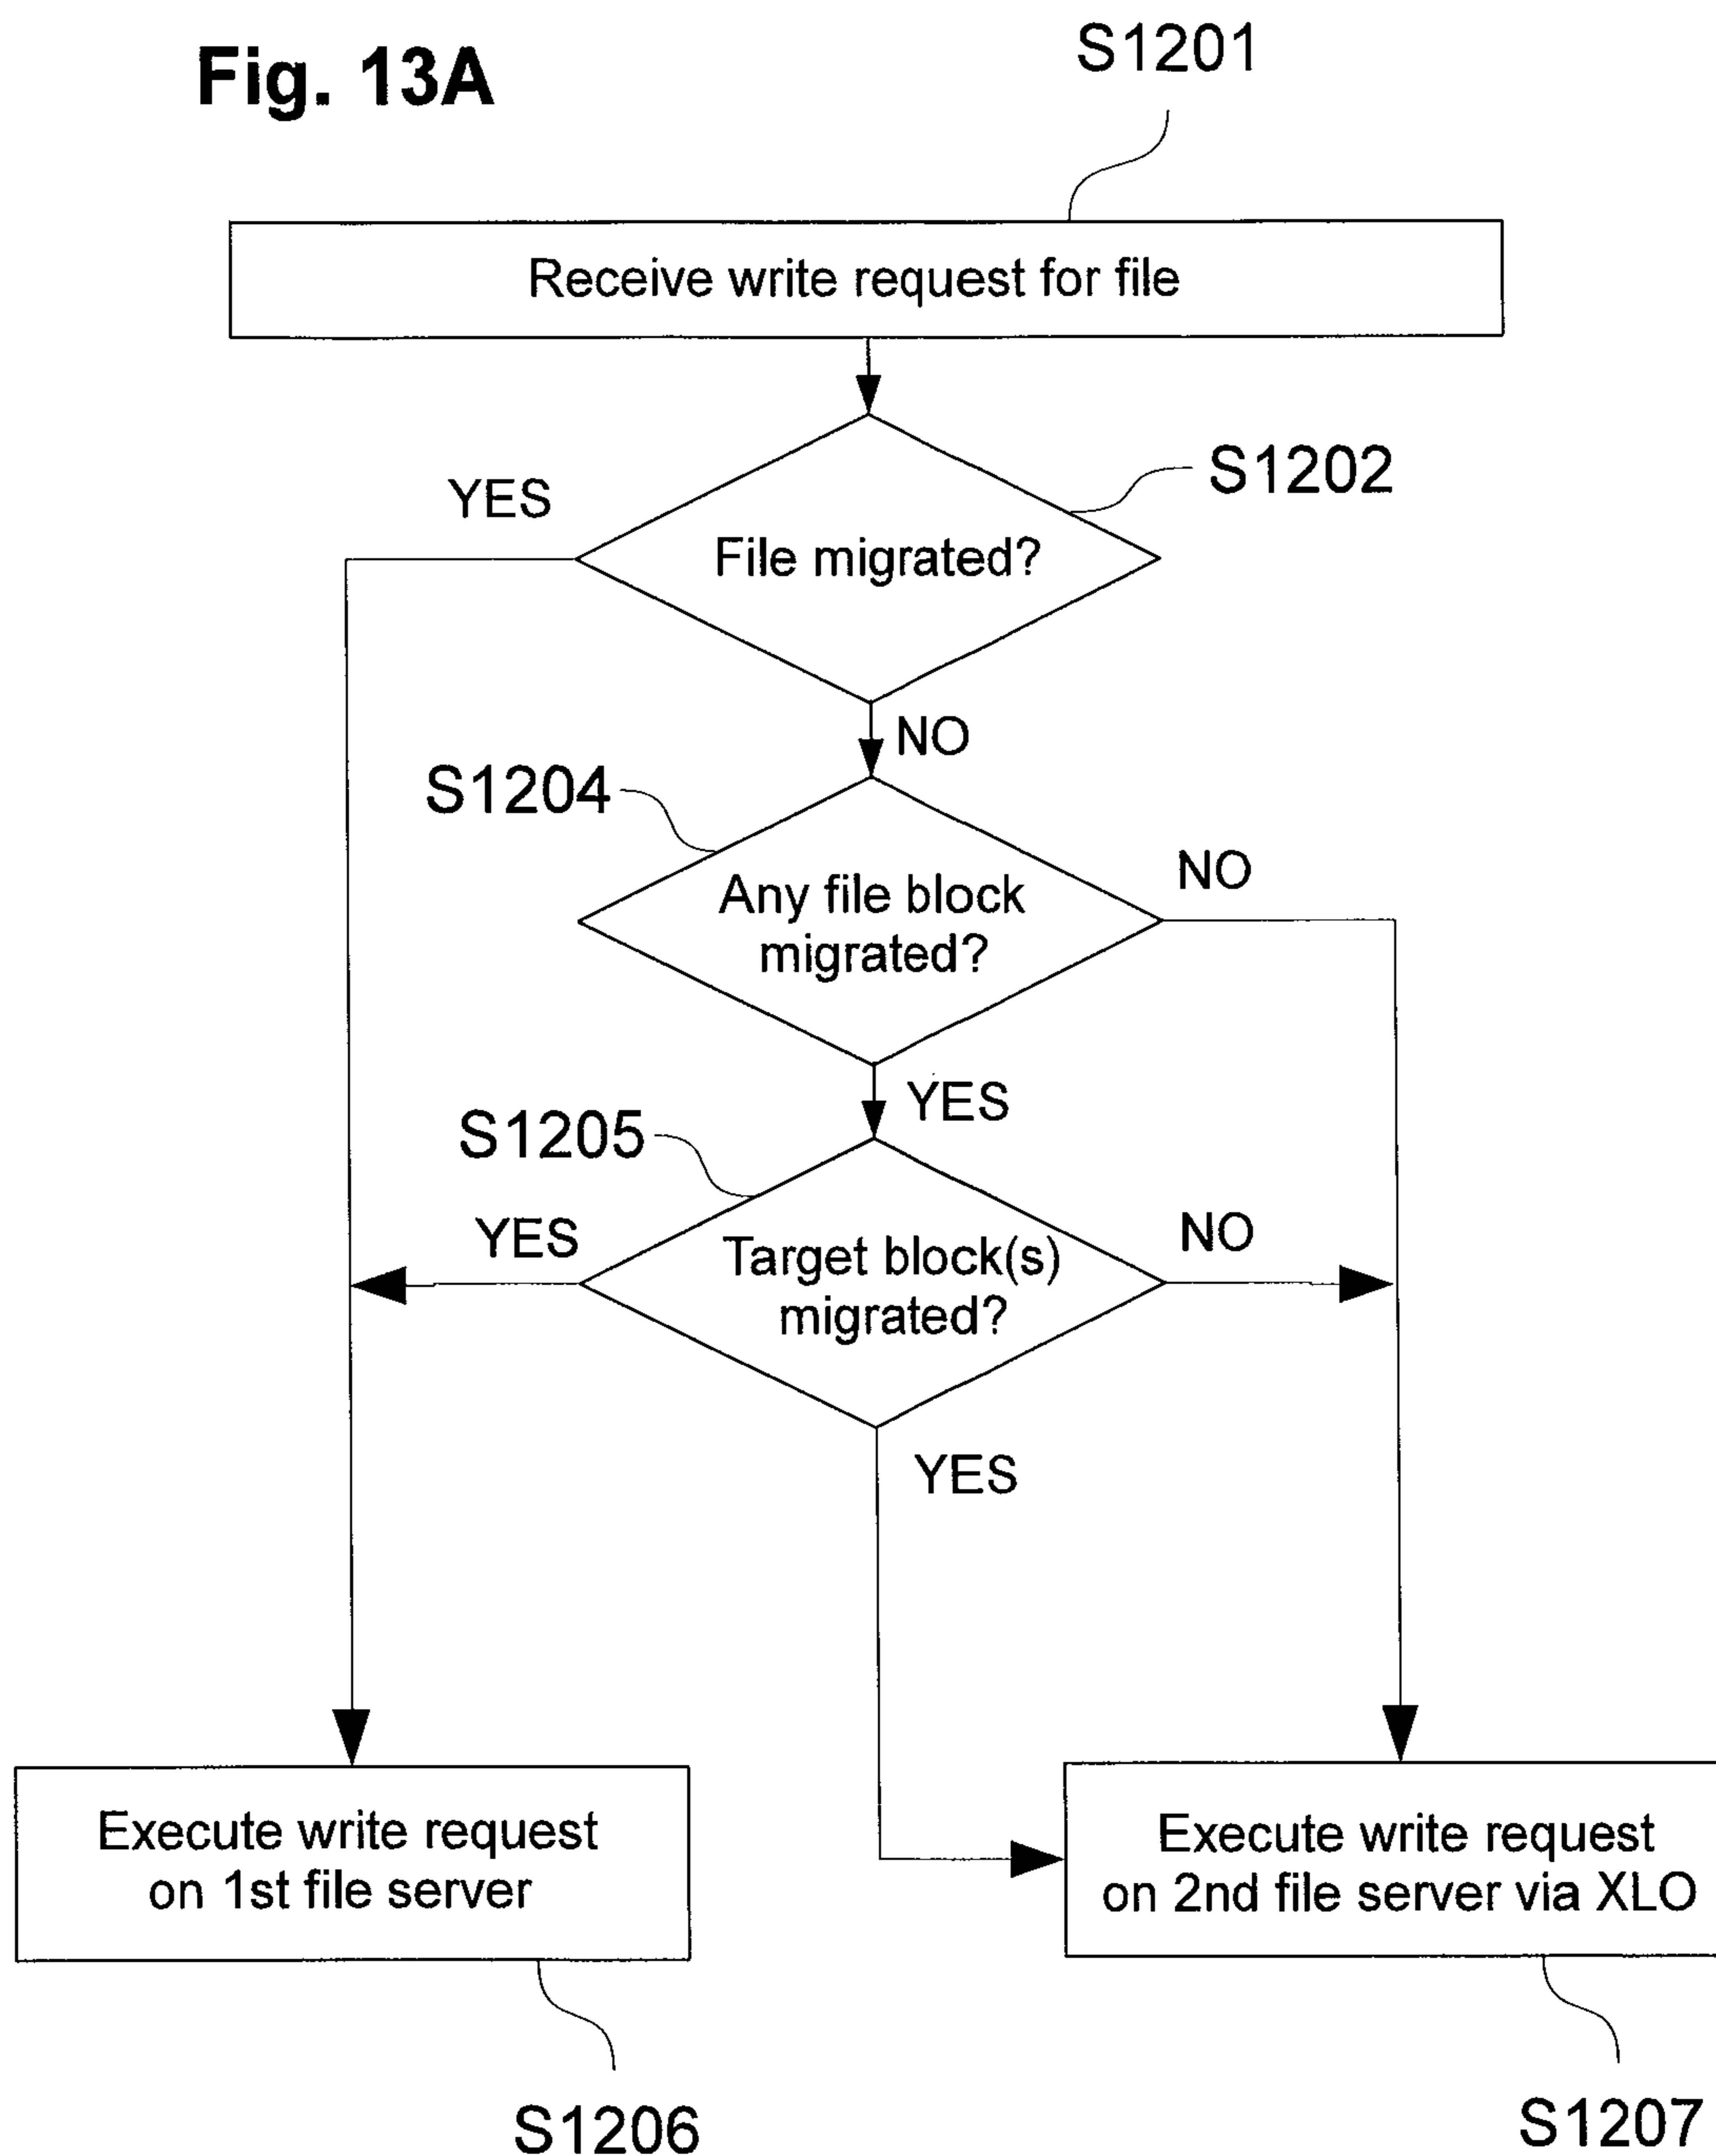 Fig. 13A
S1201
Receive write request for file
S1202
YES
File migrated?
NO
S1204
NO
Any file block
migrated?
YES
S1205
YES
NO
Target block(s)
migrated?
YES
Execute write request
on 1st file server
Execute write request
on 2nd file server via XLO
S1206
S1207